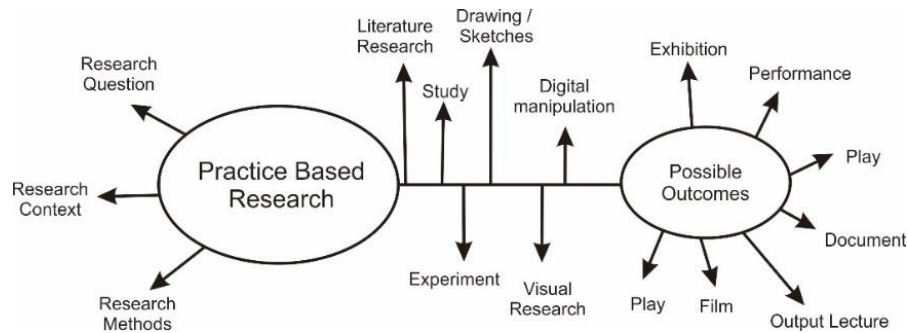 Research
Question
Research
Context
Research
Methods
Practice Based
Research
Literature
Research
Study
Drawing /
Sketches
Digital
manipulation
Experiment
Visual
Research
Possible
Outcomes
Exhibition
Performance
Play
Document
Output Lecture
Film
Play